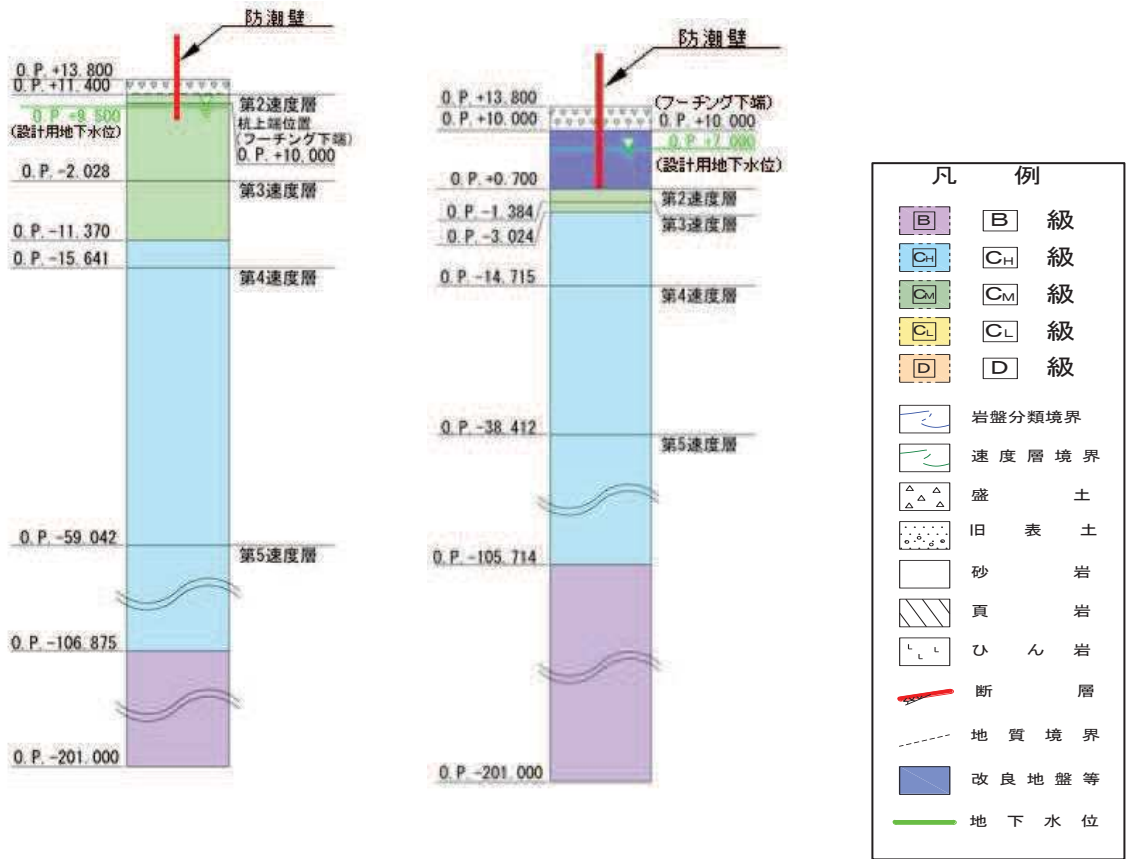 防潮壁
O.P.+13.800
O.P.+11.400
O.P.+9.500
(設計用地下水位)
第2速度層
杭上端位置
(フーチング下端)
O.P.+10.000
O.P.-2.028
第3速度層
O.P.-11.370
O.P.-15.641
第4速度層
O.P.-59.042
第5速度層
O.P.-106.875
O.P.-201.000
防潮壁
O.P.+13.800
(フーチング下端)
O.P.+10.000
O.P.+10.000
O.P.+7.000
(設計用地下水位)
O.P.+0.700
第2速度層
O.P.-1.384
第3速度層
O.P.-3.024
O.P.-14.715
第4速度層
O.P.-38.412
第5速度層
O.P.-105.714
O.P.-201.000
凡 例
B B 級
CH CH 級
CM CM 級
CL CL 級
D D 級
岩盤分類境界
速度層境界
盛土
旧表土
砂岩
頁岩
ひん岩
断層
地質境界
改良地盤等
地下水位